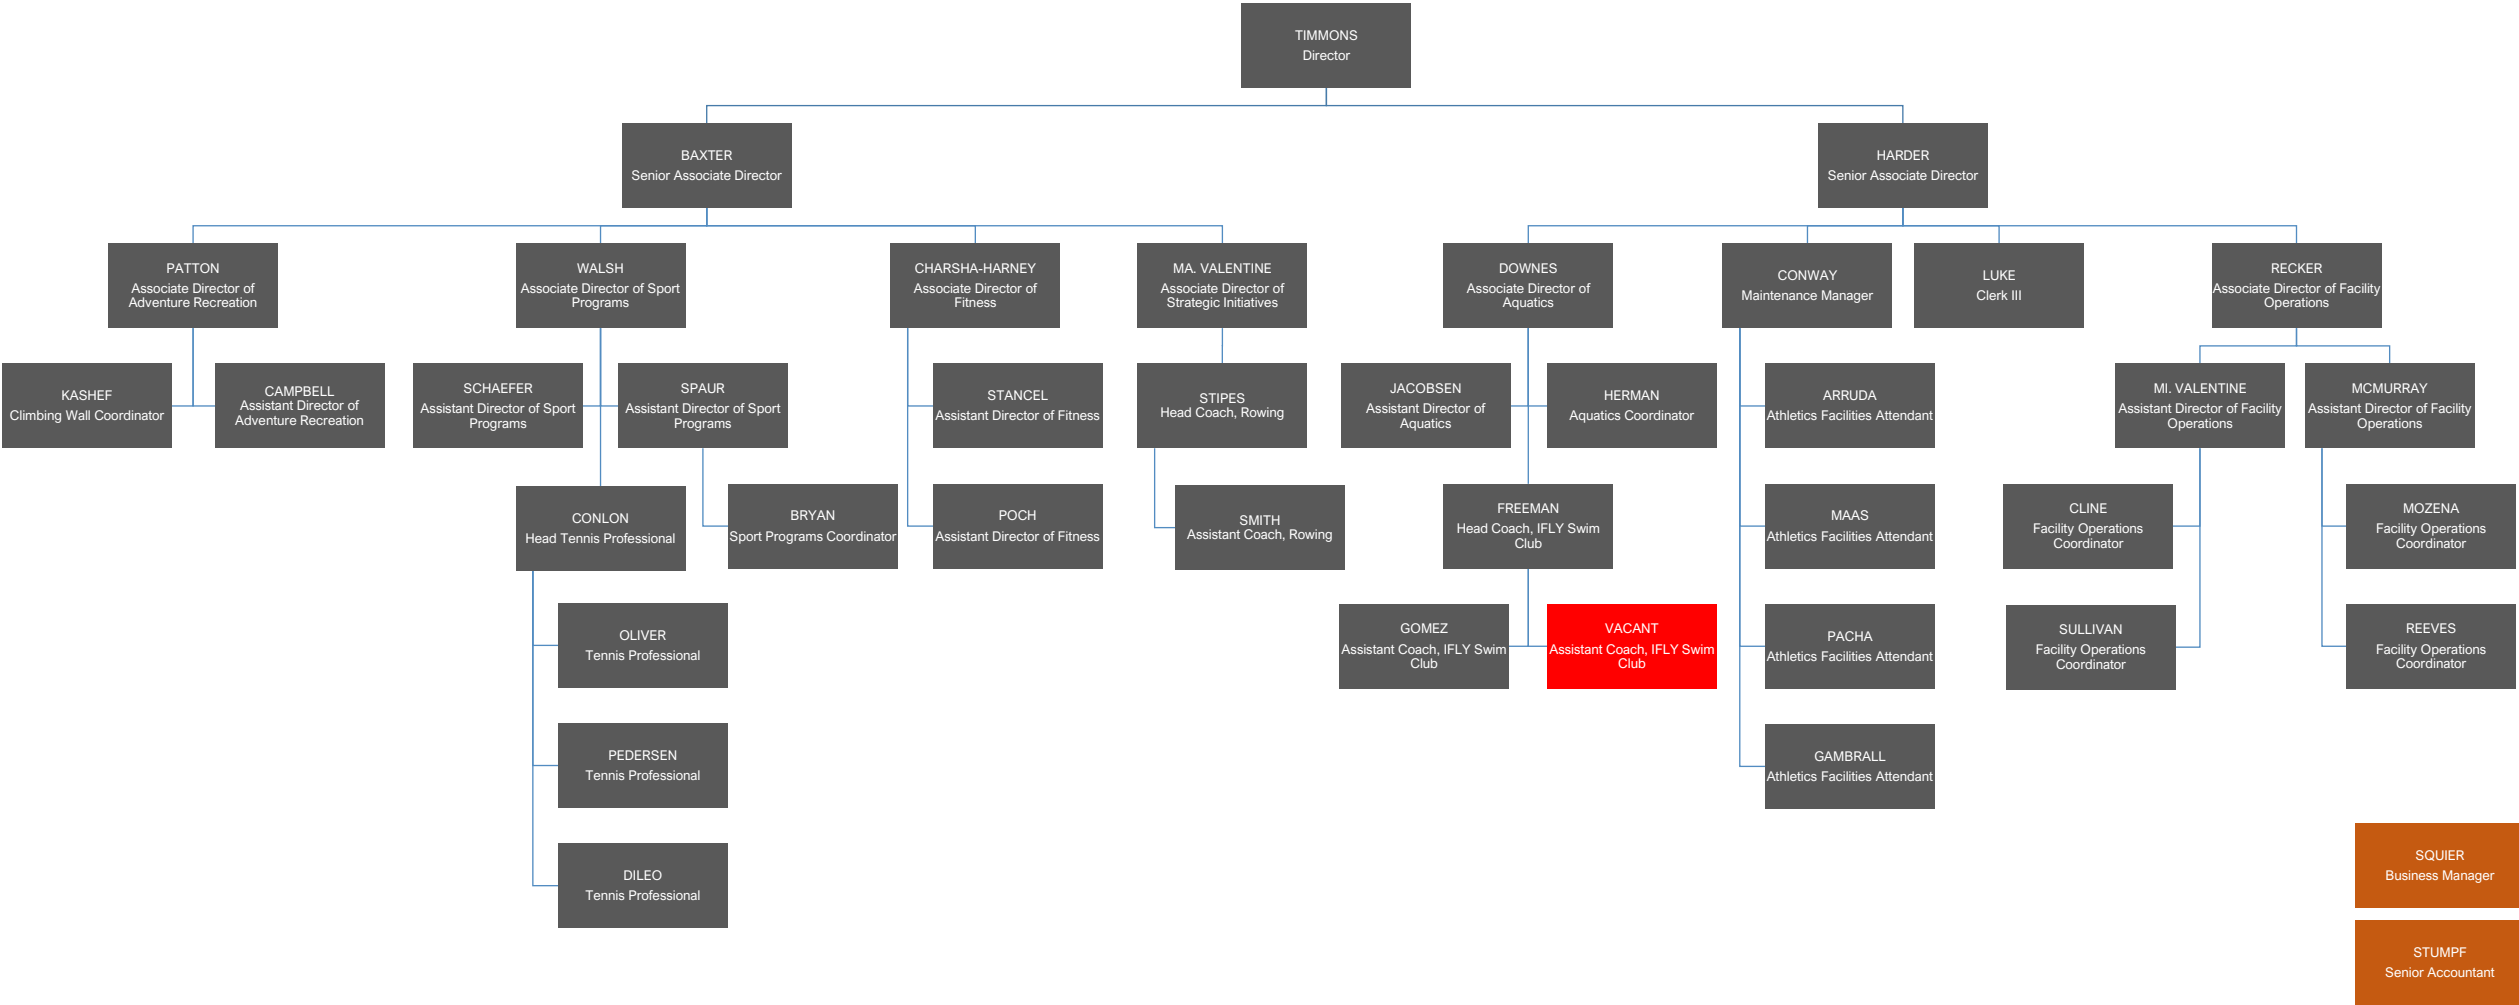 TIMMONS
Director
BAXTER
Senior Associate Director
HARDER
Senior Associate Director
PATTON
Associate Director of
Adventure Recreation
WALSH
Associate Director of Sport
Programs
CHARSHA-HARNEY
Associate Director of
Fitness
MA. VALENTINE
Associate Director of
Strategic Initiatives
DOWNES
Associate Director of
Aquatics
CONWAY
Maintenance Manager
LUKE
Clerk III
RECKER
Associate Director of Facility
Operations
KASHEF
Climbing Wall Coordinator
CAMPBELL
Assistant Director of
Adventure Recreation
SCHAEFER
Assistant Director of Sport
Programs
SPAUR
Assistant Director of Sport
Programs
STANCEL
Assistant Director of Fitness
STIPES
Head Coach, Rowing
JACOBSEN
Assistant Director of
Aquatics
HERMAN
Aquatics Coordinator
ARRUDA
Athletics Facilities Attendant
MI. VALENTINE
Assistant Director of Facility
Operations
MCMURRAY
Assistant Director of Facility
Operations
CONLON
Head Tennis Professional
BRYAN
Sport Programs Coordinator
POCH
Assistant Director of Fitness
SMITH
Assistant Coach, Rowing
FREEMAN
Head Coach, IFLY Swim
Club
MAAS
Athletics Facilities Attendant
CLINE
Facility Operations
Coordinator
MOZENA
Facility Operations
Coordinator
OLIVER
Tennis Professional
GOMEZ
Assistant Coach, IFLY Swim
Club
VACANT
Assistant Coach, IFLY Swim
Club
PACHA
Athletics Facilities Attendant
SULLIVAN
Facility Operations
Coordinator
REEVES
Facility Operations
Coordinator
PEDERSEN
Tennis Professional
GAMBRALL
Athletics Facilities Attendant
DILEO
Tennis Professional
SQUIER
Business Manager
STUMPF
Senior Accountant